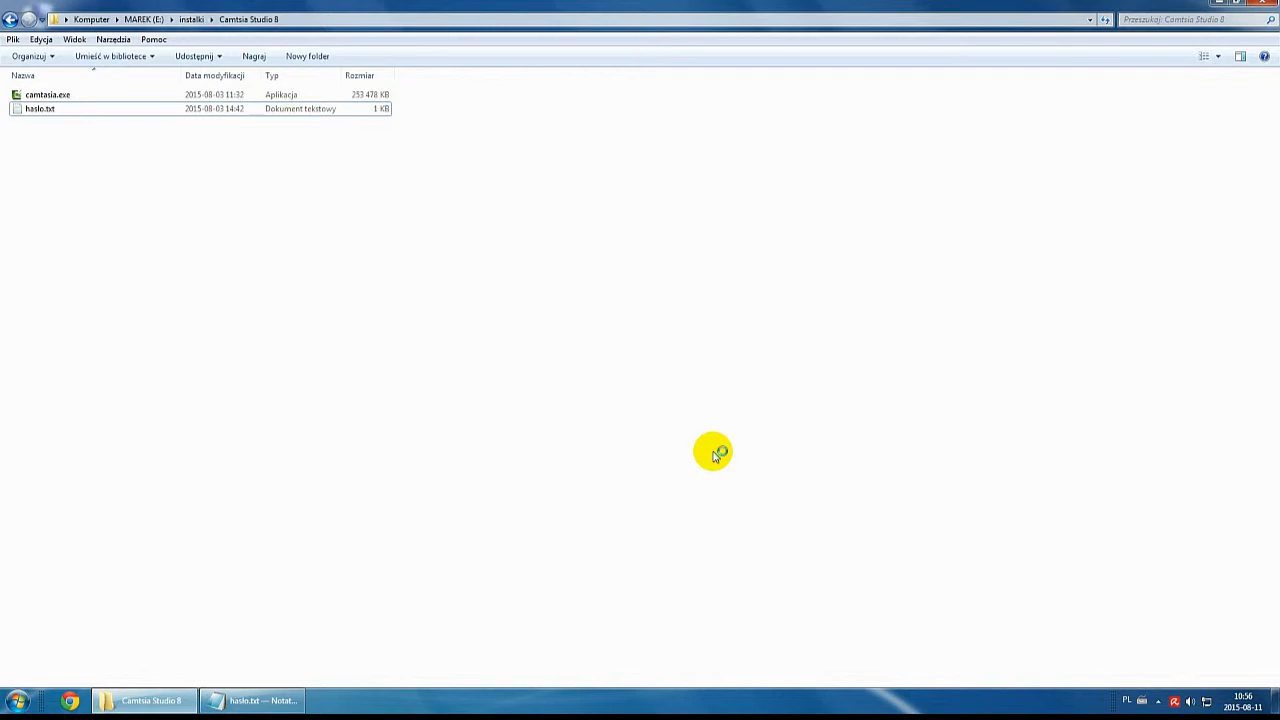 Komputer ▸ MAREK (E:) ▸ instalki ▸ Camtsia Studio 8
Przeszukaj: Camtsia Studio 8
Plik Edycja Widok Narzędzia Pomoc
Organizuj Umieść w bibliotece Udostępnij Nagraj Nowy folder
Nazwa Data modyfikacji Typ Rozmiar
camtasia.exe 2015-08-03 11:32 Aplikacja 253 478 KB
hasło.txt 2015-08-03 14:42 Dokument tekstowy 1 KB
Camtsia Studio 8 hasło.txt — Notat... PL 10:56
2015-08-11